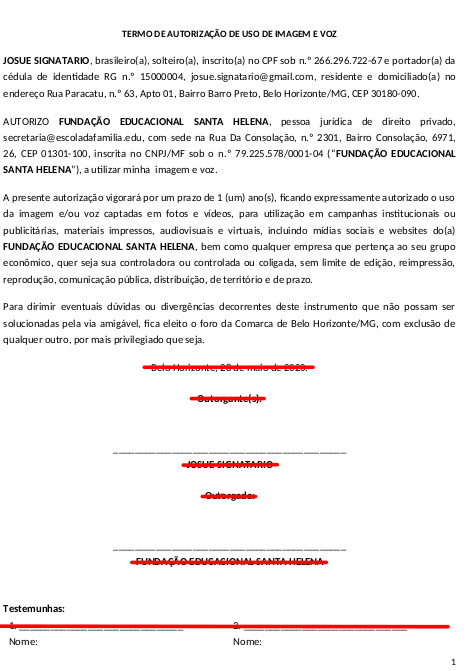 TERMO DE AUTORIZAÇÃO DE USO DE IMAGEM E VOZ
JOSUE SIGNATARIO, brasileiro(a), solteiro(a), inscrito(a) no CPF sob n.º 266.296.722-67 e portador(a) da
cédula de identidade RG n.º 15000004, josue.signatario@gmail.com, residente e domiciliado(a) no
endereço Rua Paracatu, n.º 63, Apto 01, Bairro Barro Preto, Belo Horizonte/MG, CEP 30180-090.
AUTORIZO FUNDAÇÃO EDUCACIONAL SANTA HELENA, pessoa jurídica de direito privado,
secretaria@escoladafamilia.edu, com sede na Rua Da Consolação, n.º 2301, Bairro Consolação, 6971,
26, CEP 01301-100, inscrita no CNPJ/MF sob o n.º 79.225.578/0001-04 ("FUNDAÇÃO EDUCACIONAL
SANTA HELENA"), a utilizar minha imagem e voz.
A presente autorização vigorará por um prazo de 1 (um) ano(s), ficando expressamente autorizado o uso
da imagem e/ou voz captadas em fotos e vídeos, para utilização em campanhas institucionais ou
publicitárias, materiais impressos, audiovisuais e virtuais, incluindo mídias sociais e websites do(a)
FUNDAÇÃO EDUCACIONAL SANTA HELENA, bem como qualquer empresa que pertença ao seu grupo
econômico, quer seja sua controladora ou controlada ou coligada, sem limite de edição, reimpressão,
reprodução, comunicação pública, distribuição, de território e de prazo.
Para dirimir eventuais dúvidas ou divergências decorrentes deste instrumento que não possam ser
solucionadas pela via amigável, fica eleito o foro da Comarca de Belo Horizonte/MG, com exclusão de
qualquer outro, por mais privilegiado que seja.
Belo Horizonte, de maio de
Outorgante(s):
JOSUE SIGNATARIO
Outorgada:
FUNDAÇÃO EDUCACIONAL SANTA HELENA
Testemunhas:
1. 2.
Nome: Nome:
1